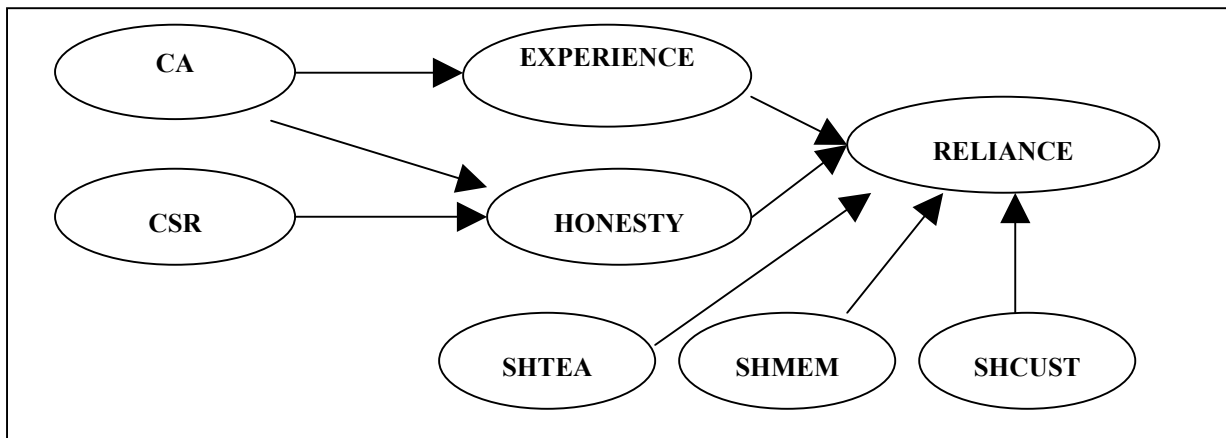 CA
EXPERIENCE
RELIANCE
CSR
HONESTY
SHTEA
SHMEM
SHCUST